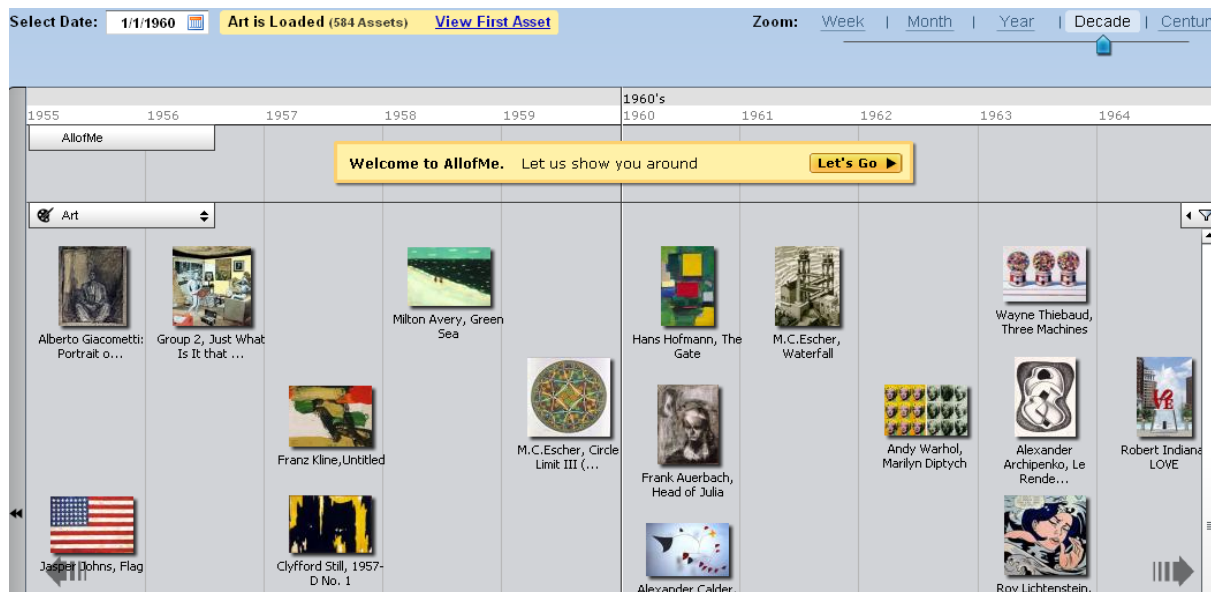 Select Date: 1/1/1960 Art is Loaded (584 Assets) View First Asset Zoom: Week | Month | Year | Decade | Centur
1960's
1955 1956 1957 1958 1959 1960 1961 1962 1963 1964
AllofMe
Welcome to AllofMe. Let us show you around Let's Go
Art
Alberto Giacometti: Portrait o...
Group 2, Just What Is It that ...
Milton Avery, Green Sea
Hans Hofmann, The Gate
M.C.Escher, Waterfall
Wayne Thiebaud, Three Machines
Franz Kline,Untitled
M.C.Escher, Circle Limit III (...
Frank Auerbach, Head of Julia
Andy Warhol, Marilyn Diptych
Alexander Archipenko, Le Rende...
Robert Indiana LOVE
Jasper Johns, Flag
Clyfford Still, 1957-D No. 1
Alexander Calder,
Roy Lichtenstein,